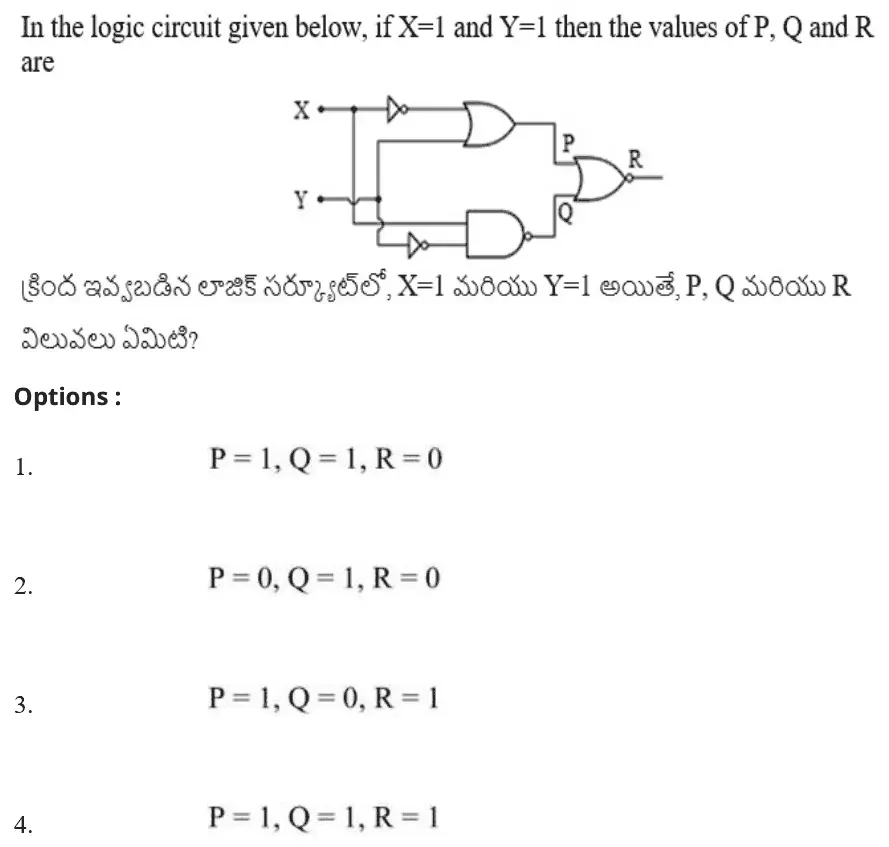 In the logic circuit given below, if X=1 and Y=1 then the values of P, Q and R
are
X
P
R
Y
Q
క్రింద ఇవ్వబడిన లాజిక్ సర్క్యూట్‌లో, X=1 మరియు Y=1 అయితే, P, Q మరియు R
విలువలు ఏమిటి?
Options :
1. P = 1, Q = 1, R = 0
2. P = 0, Q = 1, R = 0
3. P = 1, Q = 0, R = 1
4. P = 1, Q = 1, R = 1